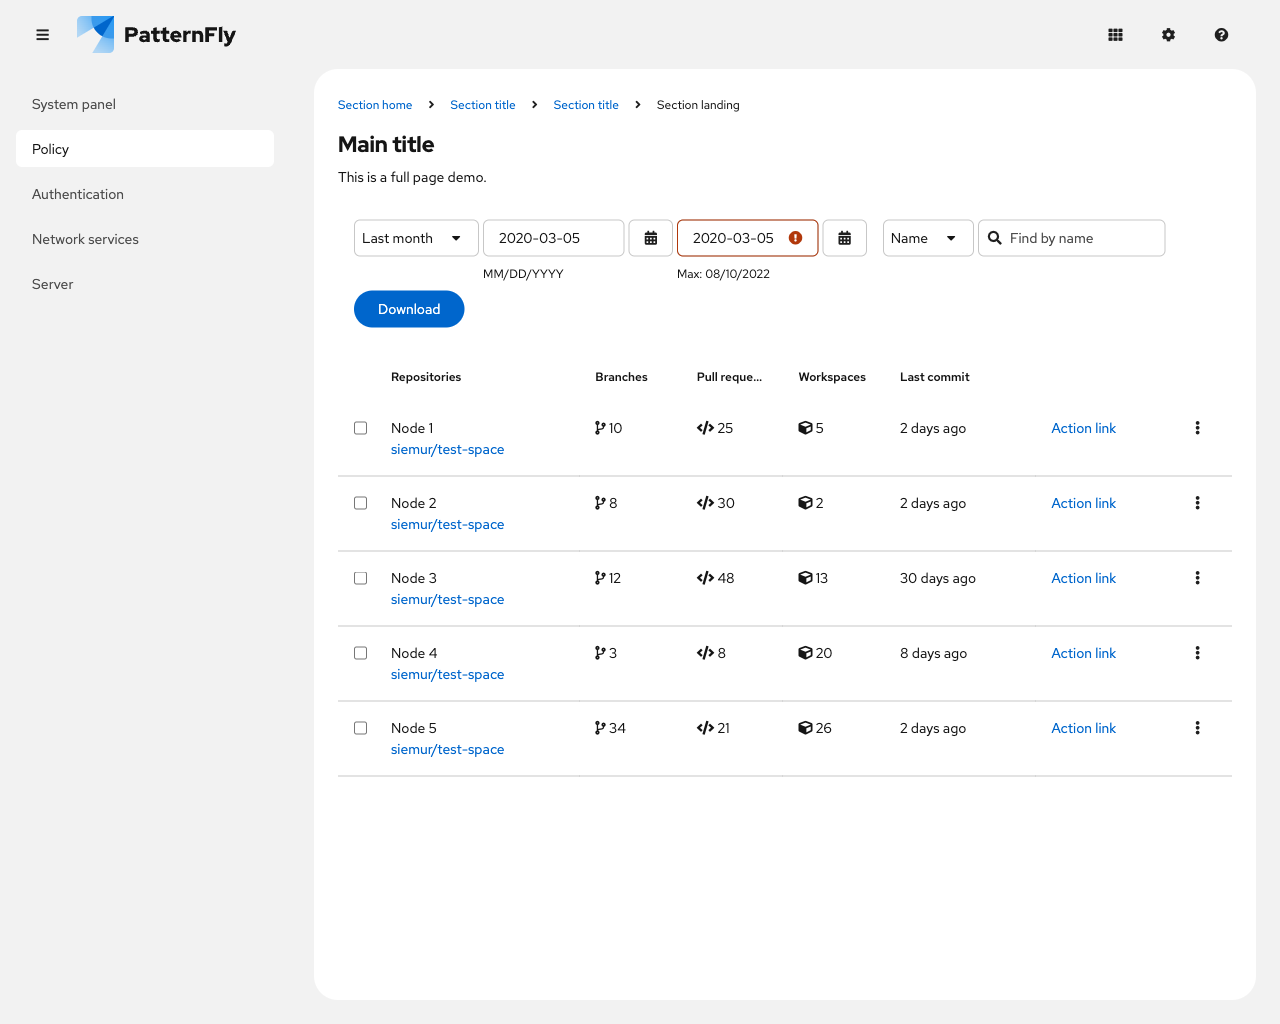 PatternFly
System panel
Policy
Authentication
Network services
Server
Section home Section title Section title Section landing
Main title
This is a full page demo.
Last month 2020-03-05 2020-03-05 Name Find by name
MM/DD/YYYY Max: 08/10/2022
Download
Repositories Branches Pull reque... Workspaces Last commit
Node 1 10 25 5 2 days ago Action link
siemur/test-space
Node 2 8 30 2 2 days ago Action link
siemur/test-space
Node 3 12 48 13 30 days ago Action link
siemur/test-space
Node 4 3 8 20 8 days ago Action link
siemur/test-space
Node 5 34 21 26 2 days ago Action link
siemur/test-space